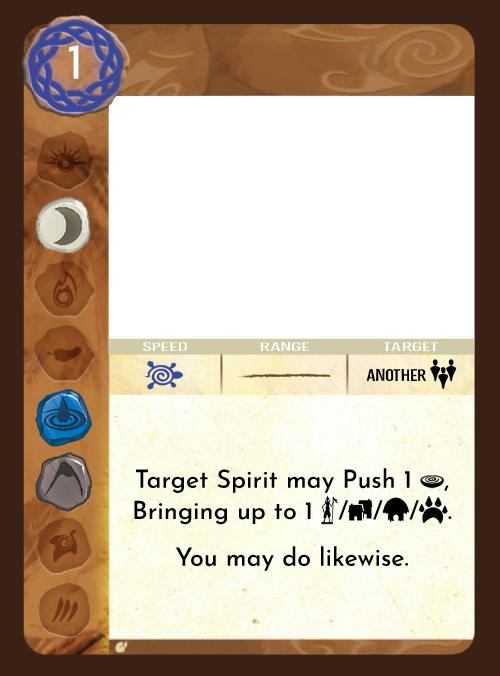 1
SPEED RANGE TARGET
ANOTHER
Target Spirit may Push 1 ,
Bringing up to 1 / / / .
You may do likewise.